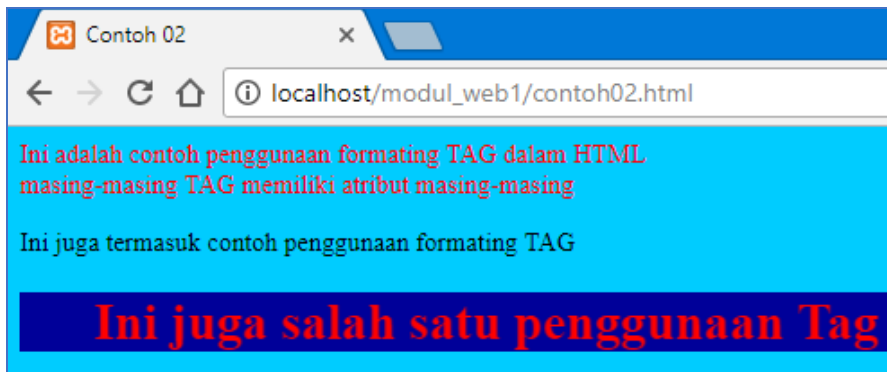 Contoh 02
localhost/modul_web1/contoh02.html
Ini adalah contoh penggunaan formating TAG dalam HTML
masing-masing TAG memiliki atribut masing-masing
Ini juga termasuk contoh penggunaan formating TAG
Ini juga salah satu penggunaan Tag